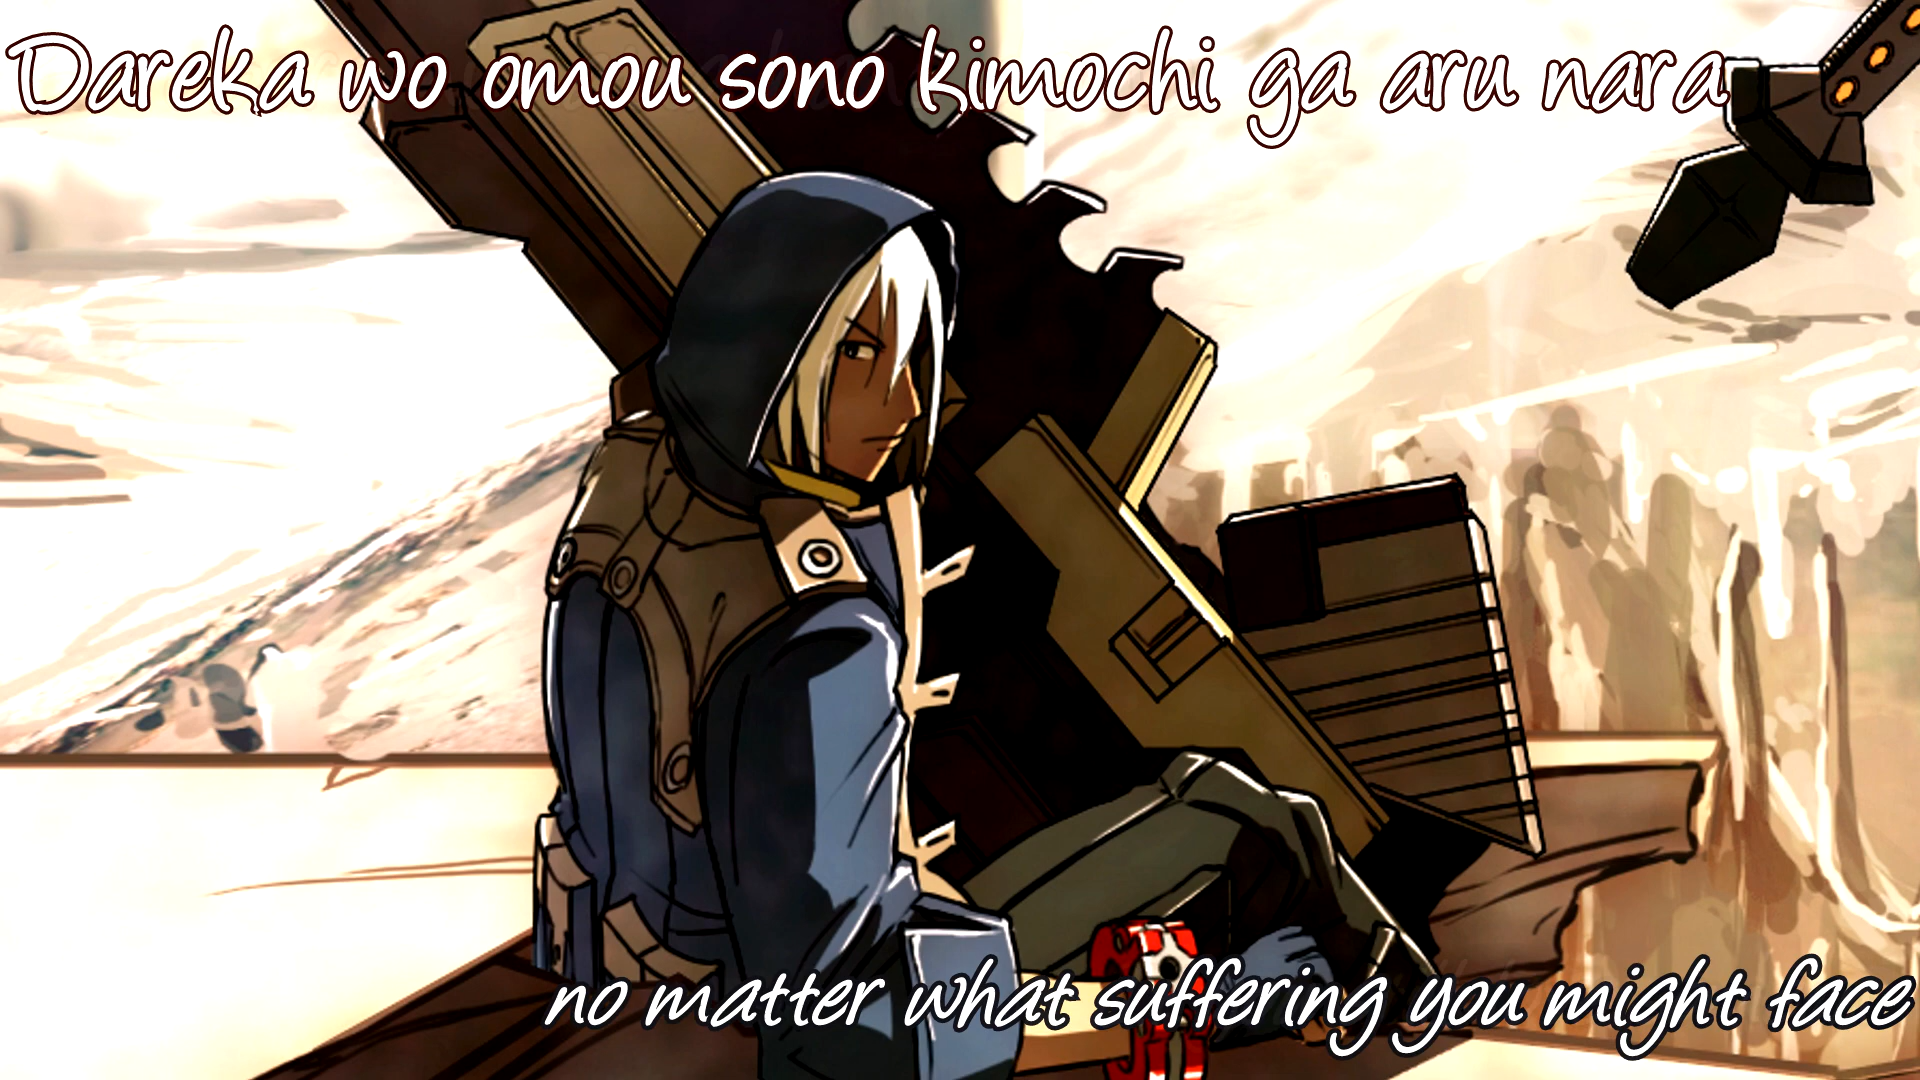 Dareka wo omou sono kimochi ga aru nara
no matter what suffering you might face